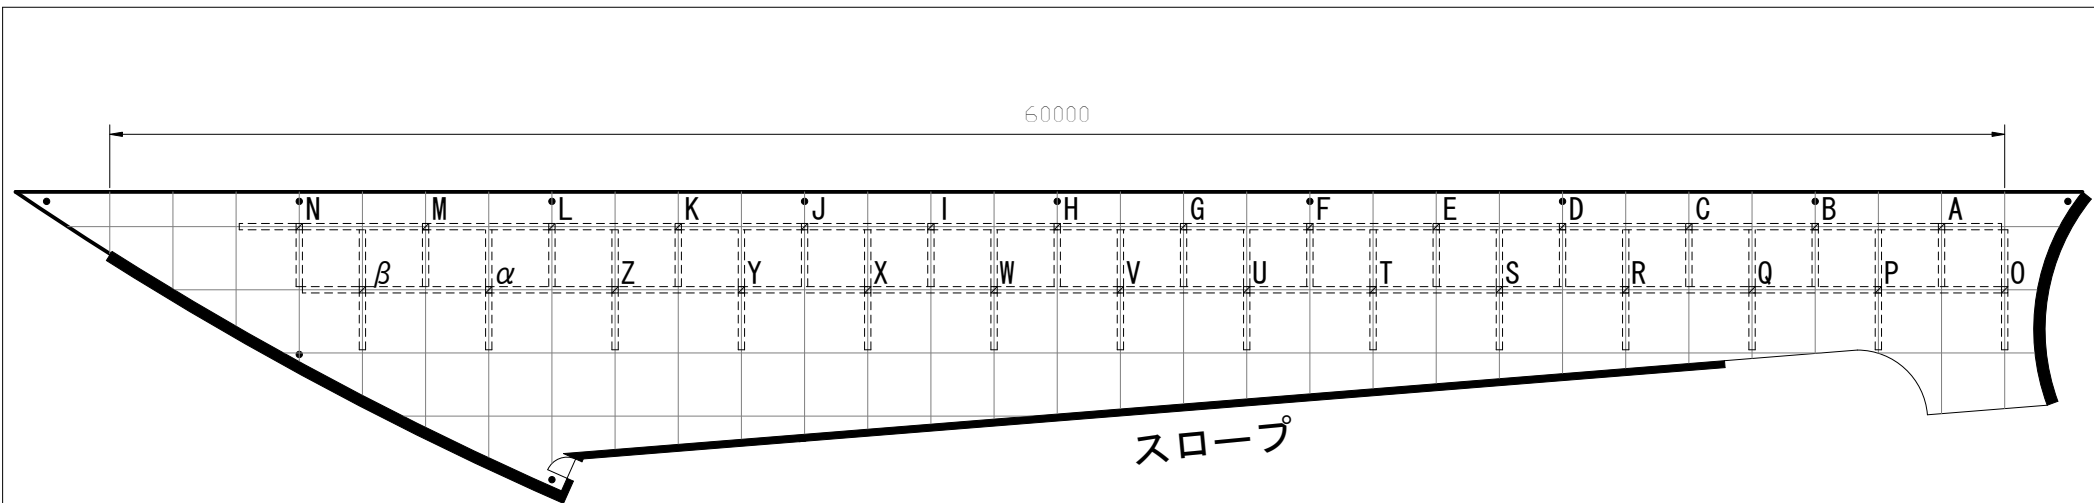 60000
N M L K J I H G F E D C B A
β α Z Y X W V U T S R Q P O
スロープ